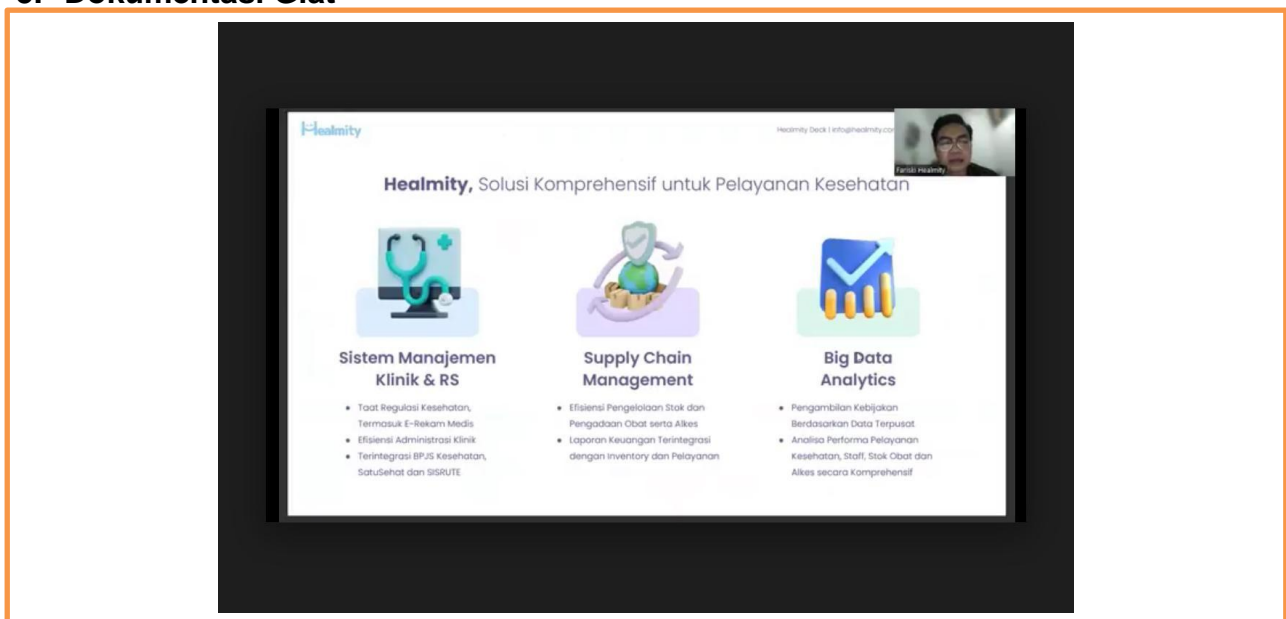 Healmity
Healmity Deck | info@healmity.co
Farisili Healmity
Healmity, Solusi Komprehensif untuk Pelayanan Kesehatan
Sistem Manajemen
Klinik & RS
• Taat Regulasi Kesehatan,
Termasuk E-Rekam Medis
• Efisiensi Administrasi Klinik
• Terintegrasi BPJS Kesehatan,
SatuSehat dan SISRUTE
Supply Chain
Management
• Efisiensi Pengelolaan Stok dan
Pengadaan Obat serta Alkes
• Laporan Keuangan Terintegrasi
dengan Inventory dan Pelayanan
Big Data
Analytics
• Pengambilan Kebijakan
Berdasarkan Data Terpusat
• Analisa Performa Pelayanan
Kesehatan, Staff, Stok Obat dan
Alkes secara Komprehensif